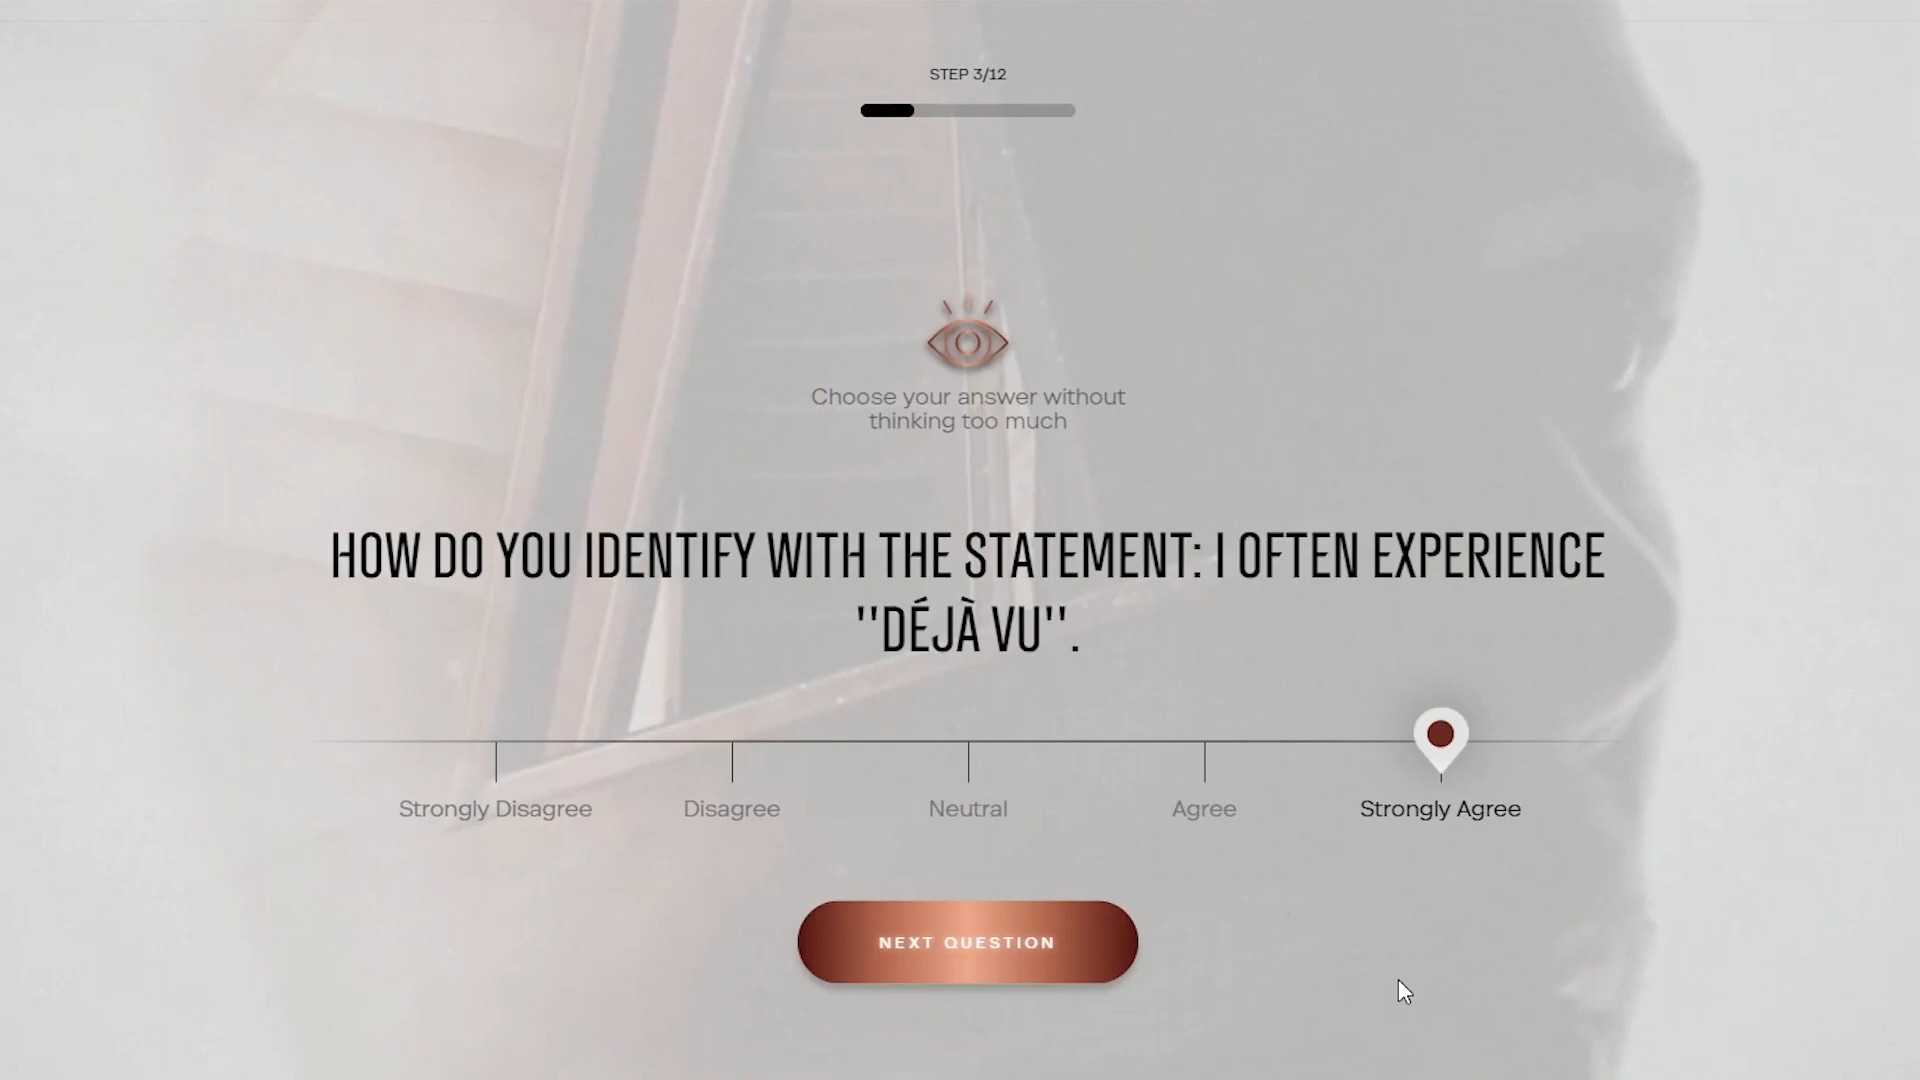 STEP 3/12
Choose your answer without
thinking too much
HOW DO YOU IDENTIFY WITH THE STATEMENT: I OFTEN EXPERIENCE
''DÉJÀ VU''.
Strongly Disagree
Disagree
Neutral
Agree
Strongly Agree
NEXT QUESTION